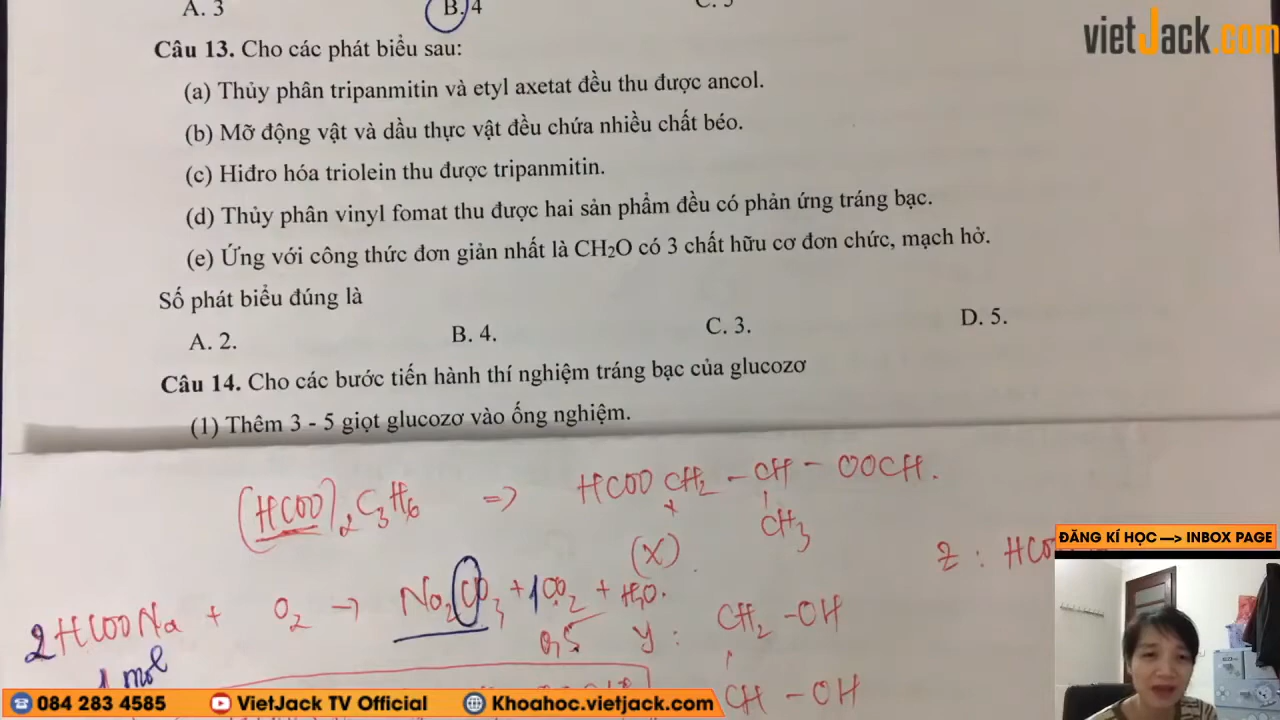 A. 3 B. 4
vietJack.com
Câu 13. Cho các phát biểu sau:
(a) Thủy phân tripanmitin và etyl axetat đều thu được ancol.
(b) Mỡ động vật và dầu thực vật đều chứa nhiều chất béo.
(c) Hiđro hóa triolein thu được tripanmitin.
(d) Thủy phân vinyl fomat thu được hai sản phẩm đều có phản ứng tráng bạc.
(e) Ứng với công thức đơn giản nhất là CH2O có 3 chất hữu cơ đơn chức, mạch hở.
Số phát biểu đúng là
A. 2. B. 4. C. 3. D. 5.
Câu 14. Cho các bước tiến hành thí nghiệm tráng bạc của glucozơ
(1) Thêm 3 - 5 giọt glucozơ vào ống nghiệm.
(HCOO)2C3H6 => HCOOCH2 - CH - OOCH.
CH3
(X)
2HCOONa + O2 → Na2CO3 + 1CO2 + H2O.
0,5
1 mol
Y : CH2 - OH
CH - OH
Z :
ĐĂNG KÍ HỌC —> INBOX PAGE
084 283 4585 VietJack TV Official Khoahoc.vietjack.com